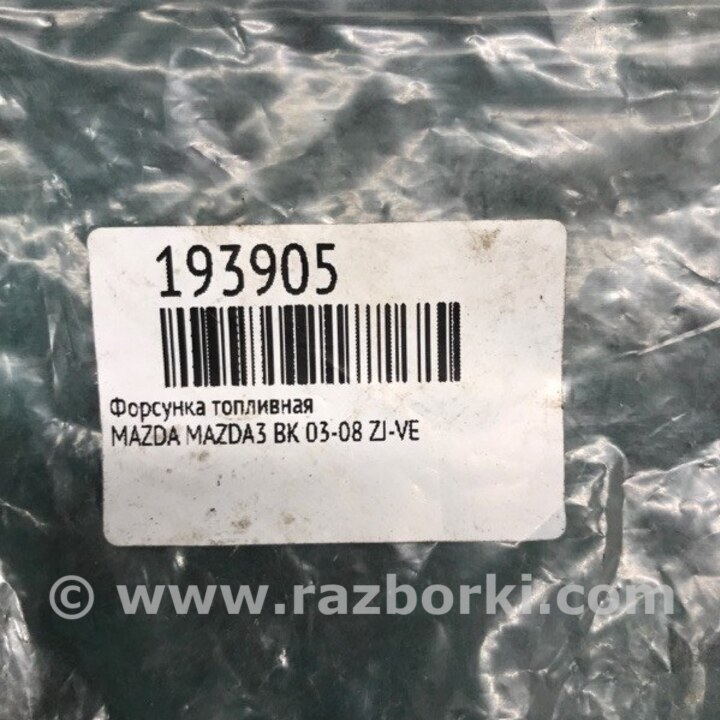 193905
Форсунка топливная
MAZDA MAZDA3 BK 03-08 ZJ-VE
© www.razborki.com